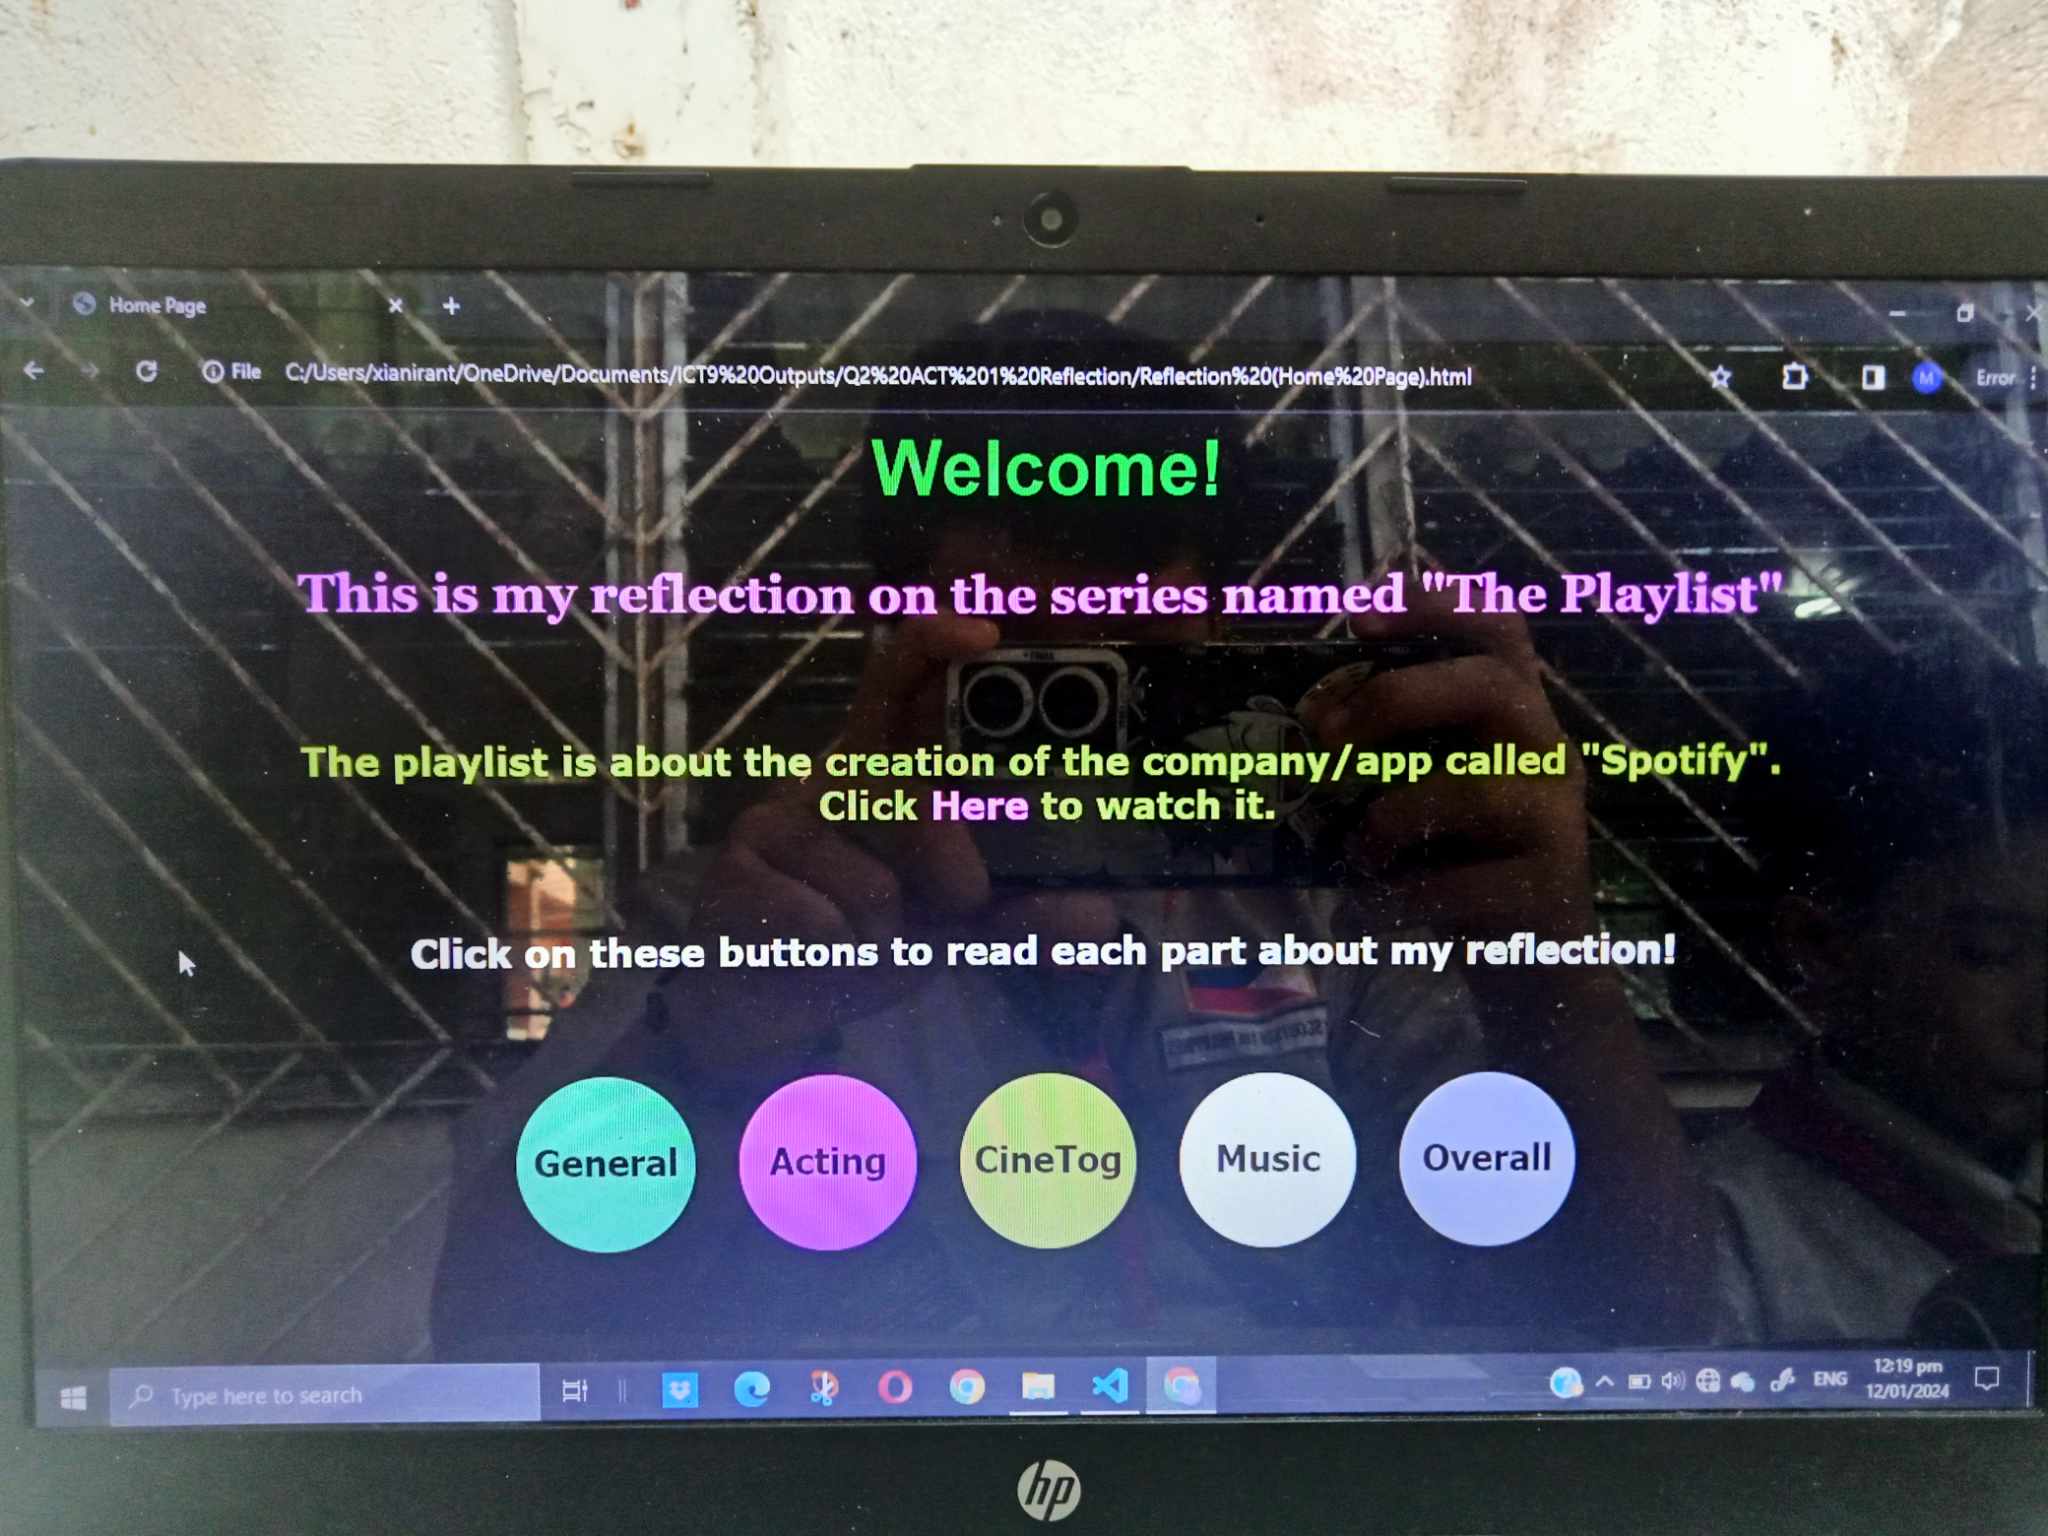 Home Page
File C:/Users/xianirant/OneDrive/Documents/ICT9%20Outputs/Q2%20ACT%201%20Reflection/Reflection%20(Home%20Page).html
M
Error
Welcome!
This is my reflection on the series named "The Playlist"
The playlist is about the creation of the company/app called "Spotify".
Click Here to watch it.
Click on these buttons to read each part about my reflection!
General Acting CineTog Music Overall
Type here to search
ENG
12:19 pm
12/01/2024
hp